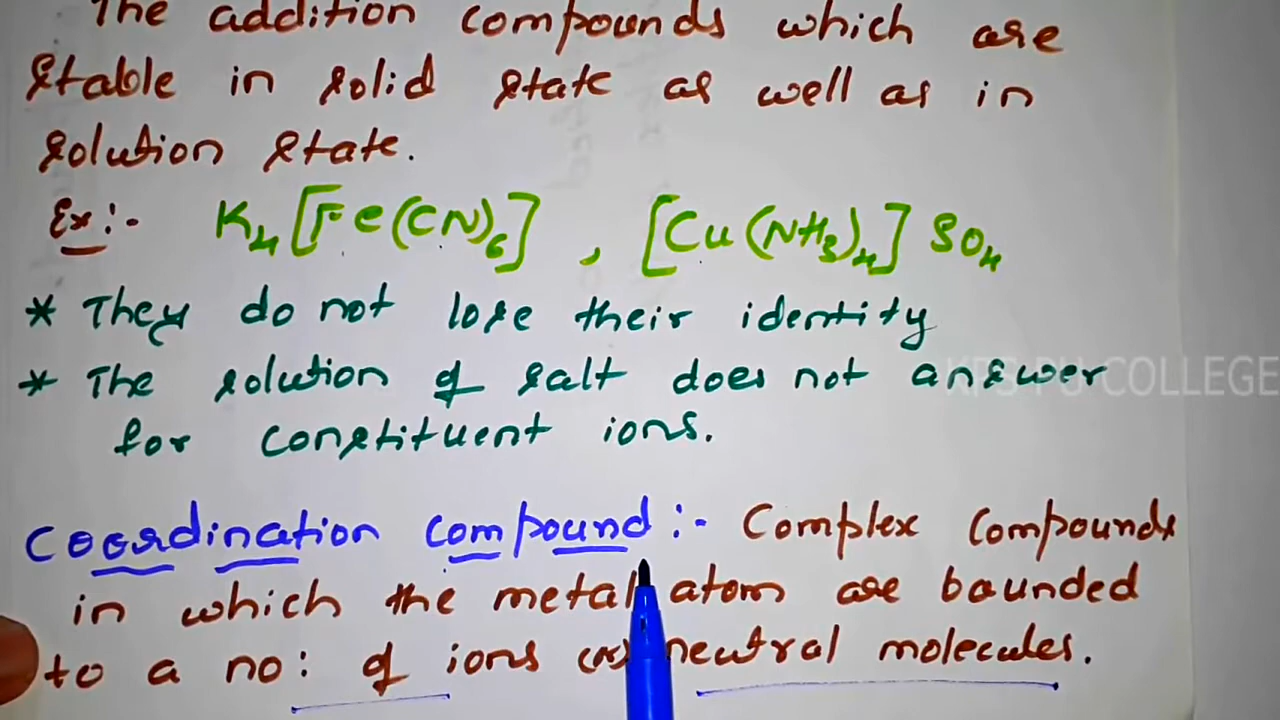 The addition compounds which are
stable in solid state as well as in
solution state.
Ex:- K₄[Fe(CN)₆] , [Cu(NH₃)₄] SO₄
* They do not lose their identity
* The solution of salt does not answer
for constituent ions.
KFS PU COLLEGE
Coordination compound :- Complex Compounds
in which the metal atom are bounded
to a no: of ions (or) neutral molecules.